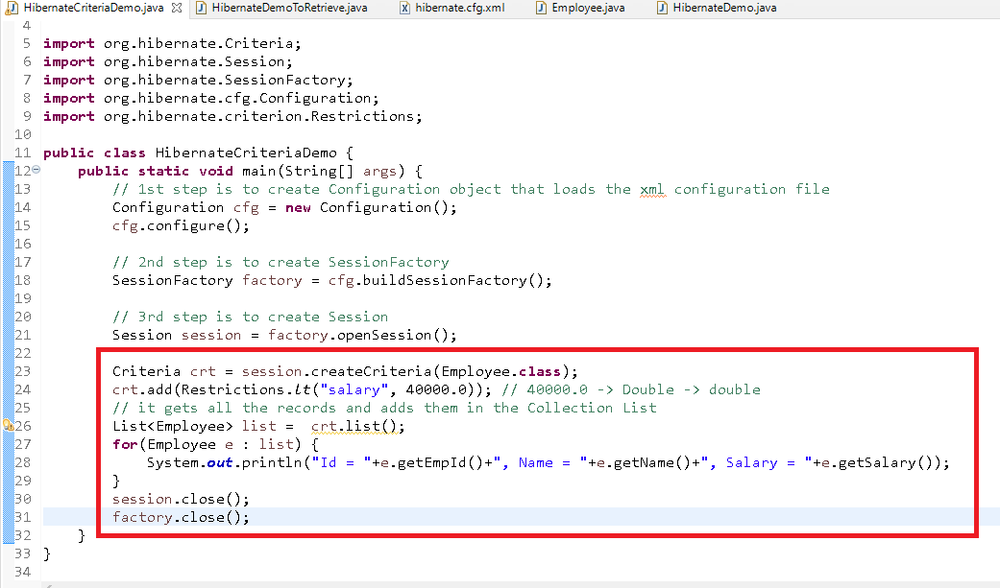 HibernateCriteriaDemo.java HibernateDemoToRetrieve.java hibernate.cfg.xml Employee.java HibernateDemo.java
4
5 import org.hibernate.Criteria;
6 import org.hibernate.Session;
7 import org.hibernate.SessionFactory;
8 import org.hibernate.cfg.Configuration;
9 import org.hibernate.criterion.Restrictions;
10
11 public class HibernateCriteriaDemo {
12 public static void main(String[] args) {
13 // 1st step is to create Configuration object that loads the xml configuration file
14 Configuration cfg = new Configuration();
15 cfg.configure();
16
17 // 2nd step is to create SessionFactory
18 SessionFactory factory = cfg.buildSessionFactory();
19
20 // 3rd step is to create Session
21 Session session = factory.openSession();
22
23 Criteria crt = session.createCriteria(Employee.class);
24 crt.add(Restrictions.lt("salary", 40000.0)); // 40000.0 -> Double -> double
25 // it gets all the records and adds them in the Collection List
26 List<Employee> list =  crt.list();
27 for(Employee e : list) {
28 System.out.println("Id = "+e.getEmpId()+", Name = "+e.getName()+", Salary = "+e.getSalary());
29 }
30 session.close();
31 factory.close();
32 }
33 }
34